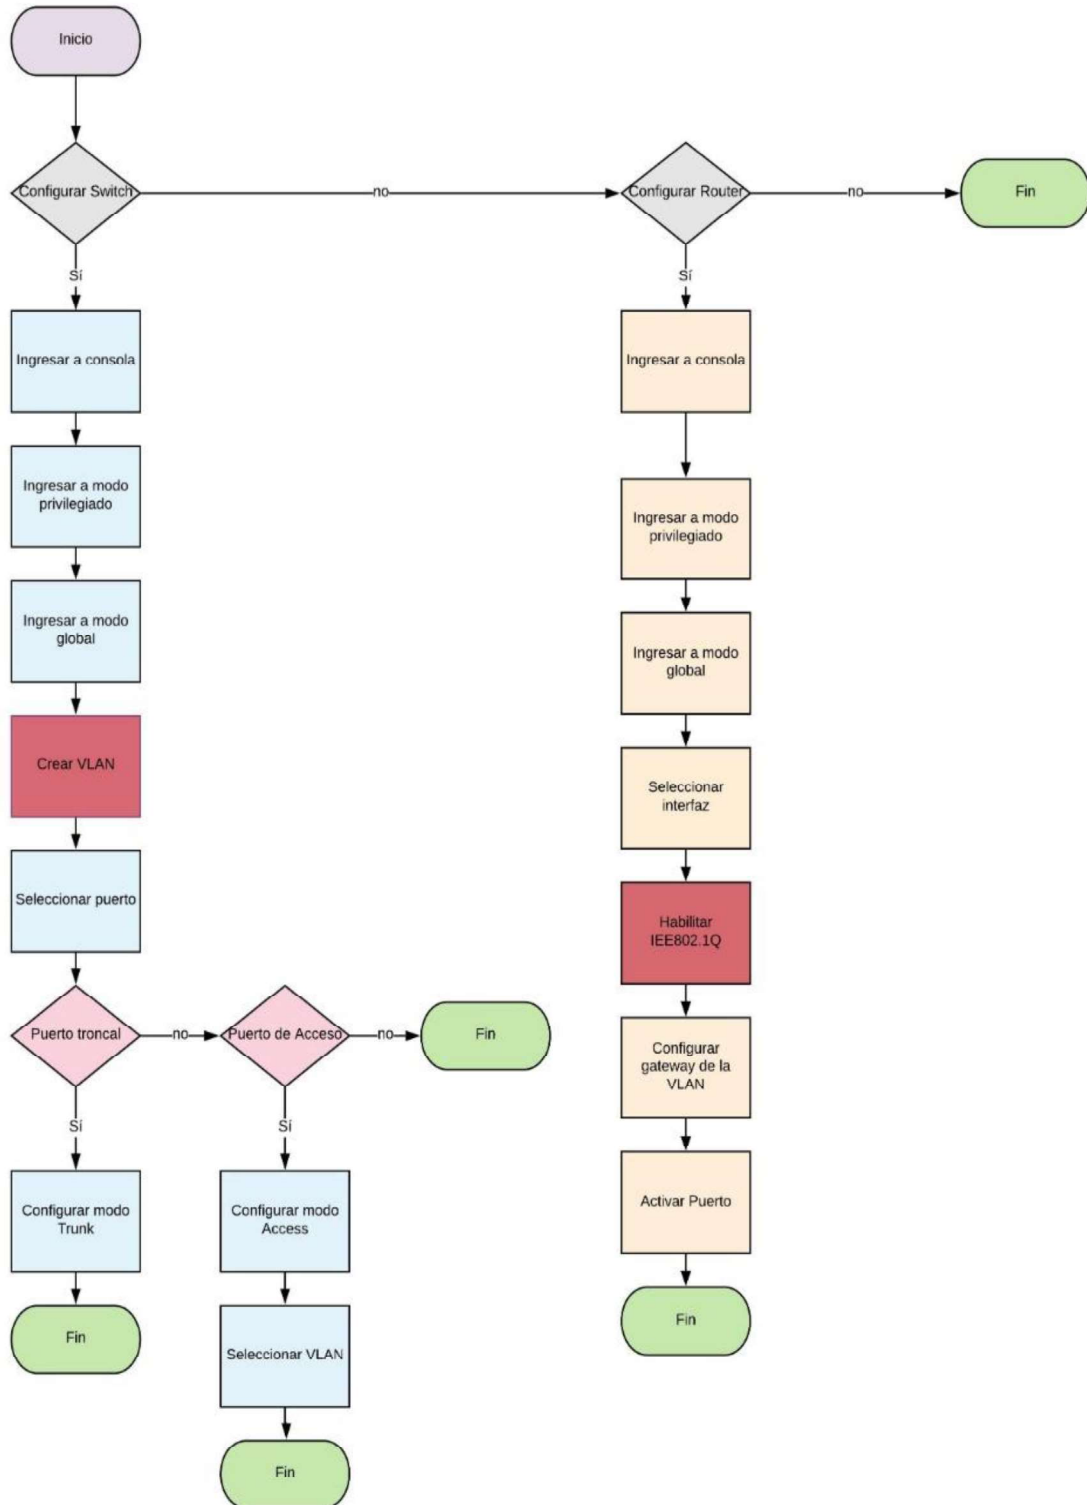 Inicio
Configurar Switch
no
Configurar Router
no
Fin
Sí
Sí
Ingresar a consola
Ingresar a consola
Ingresar a modo
privilegiado
Ingresar a modo
privilegiado
Ingresar a modo
global
Ingresar a modo
global
Crear VLAN
Seleccionar
interfaz
Seleccionar puerto
Habilitar
IEE802.1Q
Puerto troncal
no
Puerto de Acceso
no
Fin
Configurar
gateway de la
VLAN
Sí
Sí
Configurar modo
Trunk
Configurar modo
Access
Activar Puerto
Fin
Seleccionar VLAN
Fin
Fin